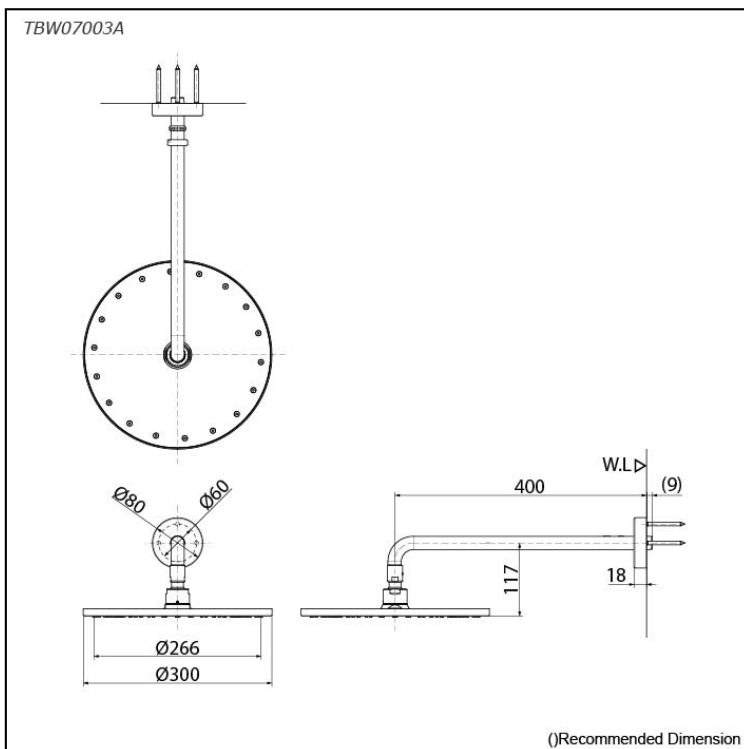 TBW07003A
W.L
400
(9)
Ø80
Ø60
117
18
Ø266
Ø300
()Recommended Dimension